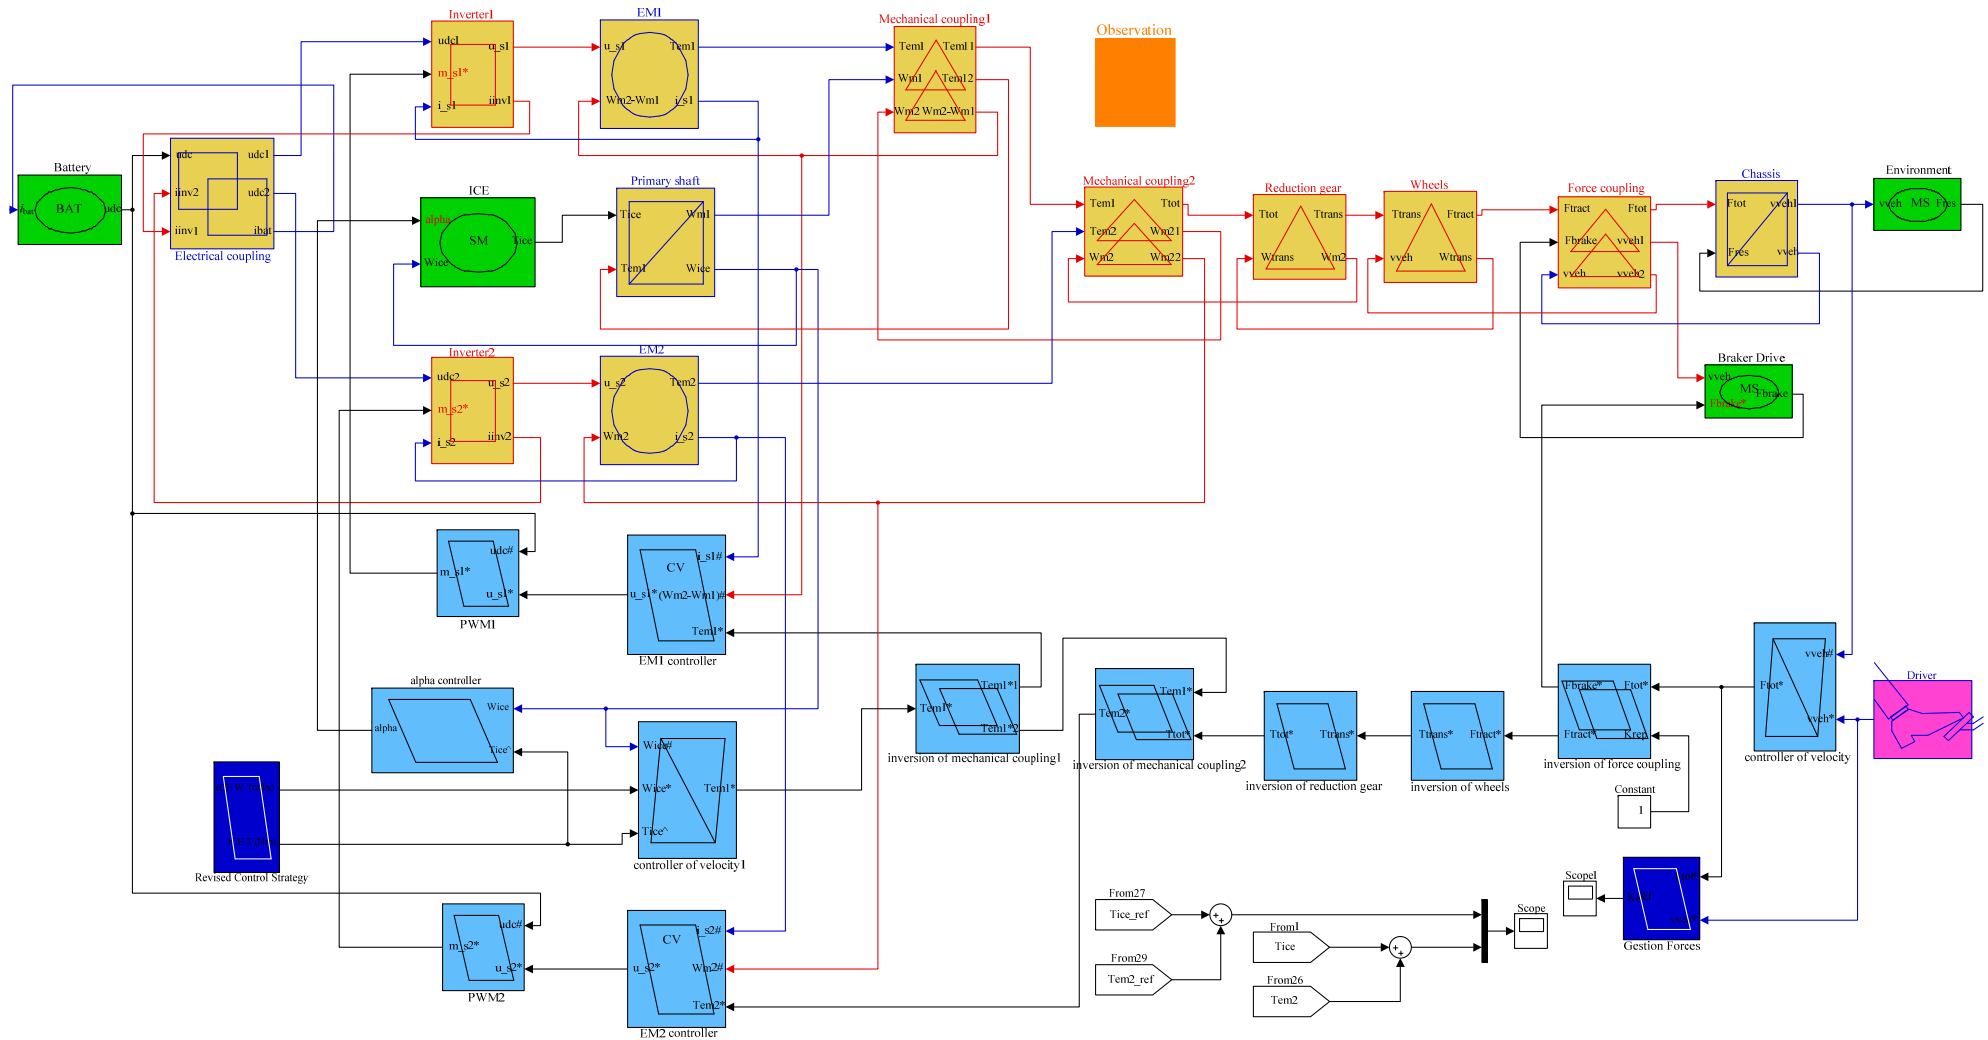 Inverter1
udc1
u_s1
m_s1*
i_s1
iinv1
EM1
u_s1
Tem1
Wm2-Wm1
i_s1
Mechanical coupling1
Tem1
Tem11
Wm1
Tem12
Wm2
Wm2-Wm1
Observation
Battery
ibat
BAT
udc
udc
udc1
iinv2
udc2
iinv1
ibat
Electrical coupling
ICE
alpha
SM
Tice
Wice
Primary shaft
Tice
Wm1
Tem1
Wice
Mechanical coupling2
Tem1
Ttot
Tem2
Wm21
Wm2
Wm22
Reduction gear
Ttot
Ttrans
Wtrans
Wm2
Wheels
Ttrans
Ftract
vveh
Wtrans
Force coupling
Ftract
Ftot
Fbrake
vveh1
vveh
vveh2
Chassis
Ftot
vveh1
Fres
vveh
Environment
vveh
MS
Fres
Inverter2
udc2
u_s2
m_s2*
i_s2
iinv2
EM2
u_s2
Tem2
Wm2
i_s2
Braker Drive
vveh
MS
Fbrake
Fbrake*
udc#
m_s1*
u_s1*
PWM1
i_s1#
CV
u_s1*
(Wm2-Wm1)#
Tem1*
EM1 controller
alpha controller
Wice
alpha
Tice^
Wice#
Wice*
Tem1*
Tice^
controller of velocity1
Revised Control Strategy
Tem1*1
Tem1*
Tem1*2
inversion of mechanical coupling1
Tem1*
Tem2*
Ttot*
inversion of mechanical coupling2
Ttot*
Ttrans*
inversion of reduction gear
Ttrans*
Ftract*
inversion of wheels
Fbrake*
Ftot*
Ftract*
Krep
inversion of force coupling
Constant
1
vveh#
Ftot*
vveh*
controller of velocity
Driver
udc#
m_s2*
u_s2*
PWM2
i_s2#
CV
u_s2*
Wm2#
Tem2*
EM2 controller
From27
Tice_ref
From29
Tem2_ref
From1
Tice
From26
Tem2
Scope
Scope1
Gestion Forces